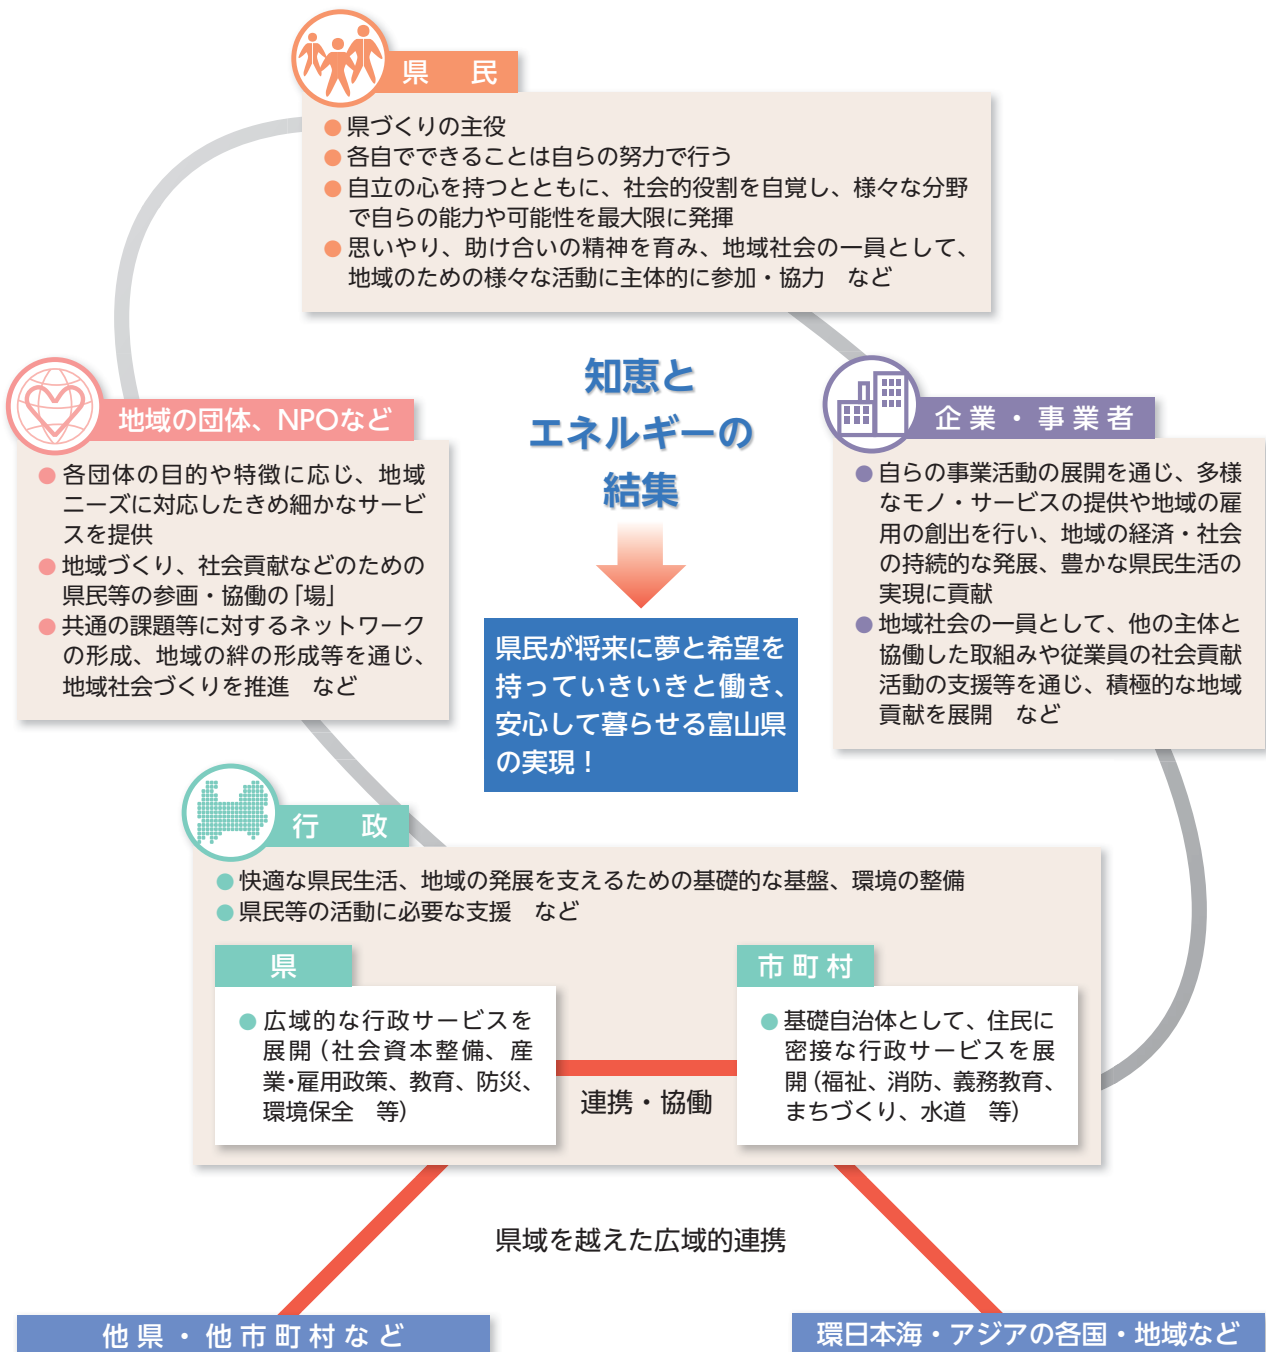 県　民
●県づくりの主役
●各自でできることは自らの努力で行う
●自立の心を持つとともに、社会的役割を自覚し、様々な分野
で自らの能力や可能性を最大限に発揮
●思いやり、助け合いの精神を育み、地域社会の一員として、
地域のための様々な活動に主体的に参加・協力　など
地域の団体、NPOなど
●各団体の目的や特徴に応じ、地域
ニーズに対応したきめ細かなサービ
スを提供
●地域づくり、社会貢献などのための
県民等の参画・協働の「場」
●共通の課題等に対するネットワーク
の形成、地域の絆の形成等を通じ、
地域社会づくりを推進　など
知恵と
エネルギーの
結集
県民が将来に夢と希望を
持っていきいきと働き、
安心して暮らせる富山県
の実現！
企業・事業者
●自らの事業活動の展開を通じ、多様
なモノ・サービスの提供や地域の雇
用の創出を行い、地域の経済・社会
の持続的な発展、豊かな県民生活の
実現に貢献
●地域社会の一員として、他の主体と
協働した取組みや従業員の社会貢献
活動の支援等を通じ、積極的な地域
貢献を展開　など
行　政
●快適な県民生活、地域の発展を支えるための基礎的な基盤、環境の整備
●県民等の活動に必要な支援　など
県
●広域的な行政サービスを
展開（社会資本整備、産
業・雇用政策、教育、防災、
環境保全　等）
連携・協働
市町村
●基礎自治体として、住民に
密接な行政サービスを展
開（福祉、消防、義務教育、
まちづくり、水道　等）
県域を越えた広域的連携
他県・他市町村など
環日本海・アジアの各国・地域など